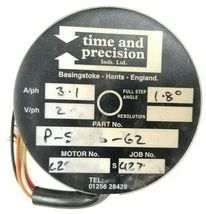 time and
precision
Inds. Ltd.
Basingstoke - Hants - England.
A/ph 3.1 FULL STEP ANGLE 1.8°
V/ph 2. RESOLUTION
PART No.
MOTOR No. JOB No.
TEL:
01256 28428